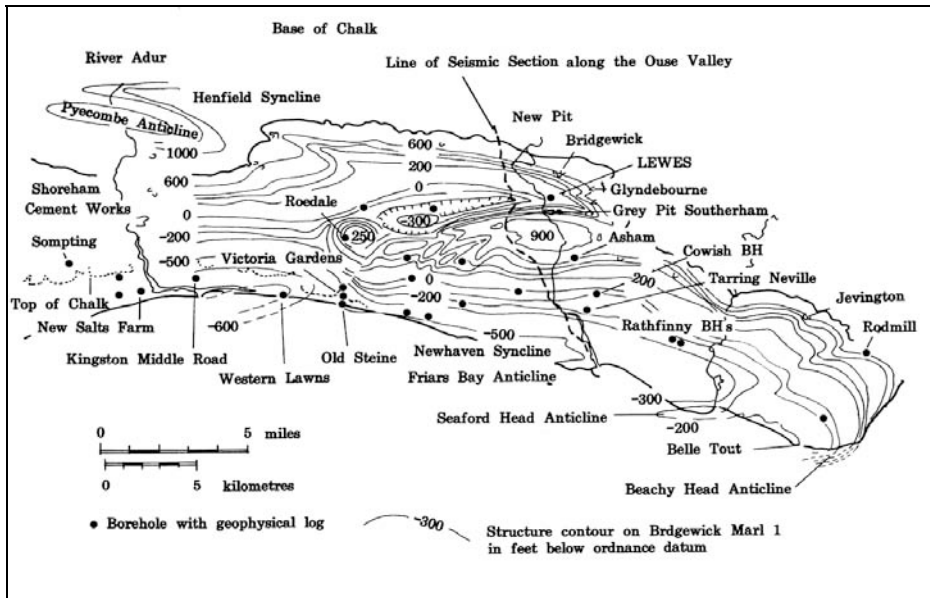 Base of Chalk
River Adur
Line of Seismic Section along the Ouse Valley
Henfield Syncline
New Pit
Pyecombe Anticline
600
Bridgewick
1000
200
LEWES
600
0
Glyndebourne
Shoreham
Cement Works
Roedale
Grey Pit Southerham
0
-300
250
900
Asham
Sompting
-200
Cowish BH
-500
Victoria Gardens
200
Tarring Neville
0
Top of Chalk
-200
Jevington
New Salts Farm
-600
Rathfinny BH's
Rodmill
-500
Kingston Middle Road
Old Steine
Newhaven Syncline
Western Lawns
Friars Bay Anticline
-300
Seaford Head Anticline
-200
0 5 miles
Belle Tout
0 5
kilometres
Beachy Head Anticline
Borehole with geophysical log
-300
Structure contour on Brdgewick Marl 1
in feet below ordnance datum